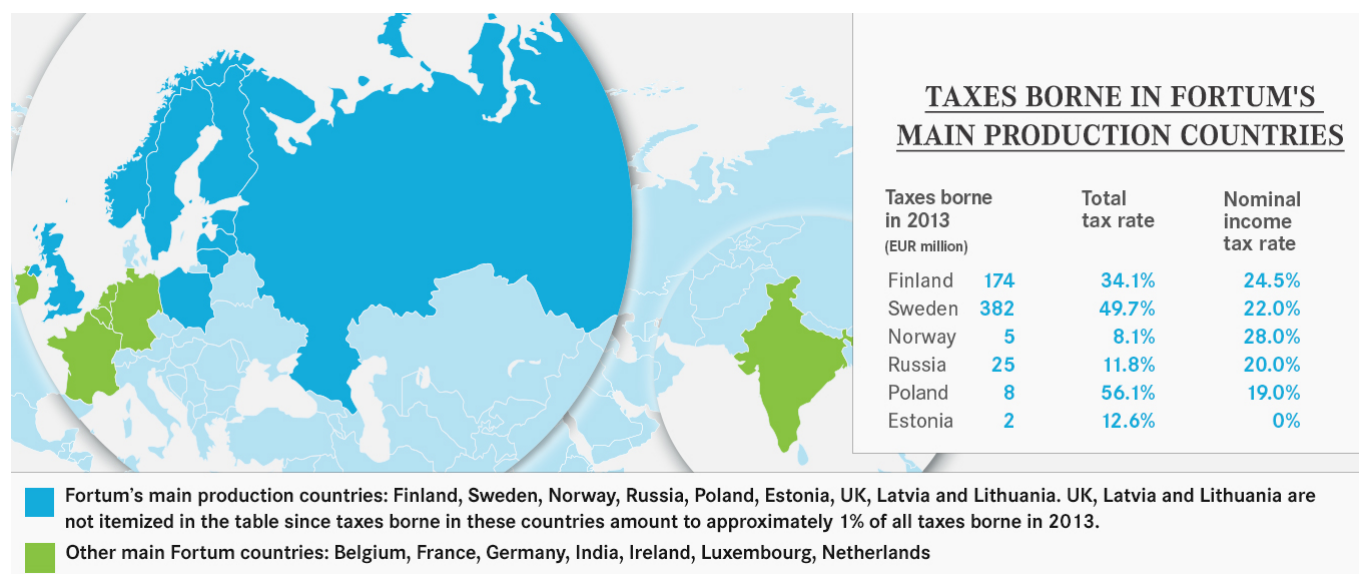 TAXES BORNE IN FORTUM'S
MAIN PRODUCTION COUNTRIES
Taxes borne in 2013 (EUR million) Total tax rate Nominal income tax rate
Finland 174 34.1% 24.5%
Sweden 382 49.7% 22.0%
Norway 5 8.1% 28.0%
Russia 25 11.8% 20.0%
Poland 8 56.1% 19.0%
Estonia 2 12.6% 0%
Fortum’s main production countries: Finland, Sweden, Norway, Russia, Poland, Estonia, UK, Latvia and Lithuania. UK, Latvia and Lithuania are
not itemized in the table since taxes borne in these countries amount to approximately 1% of all taxes borne in 2013.
Other main Fortum countries: Belgium, France, Germany, India, Ireland, Luxembourg, Netherlands